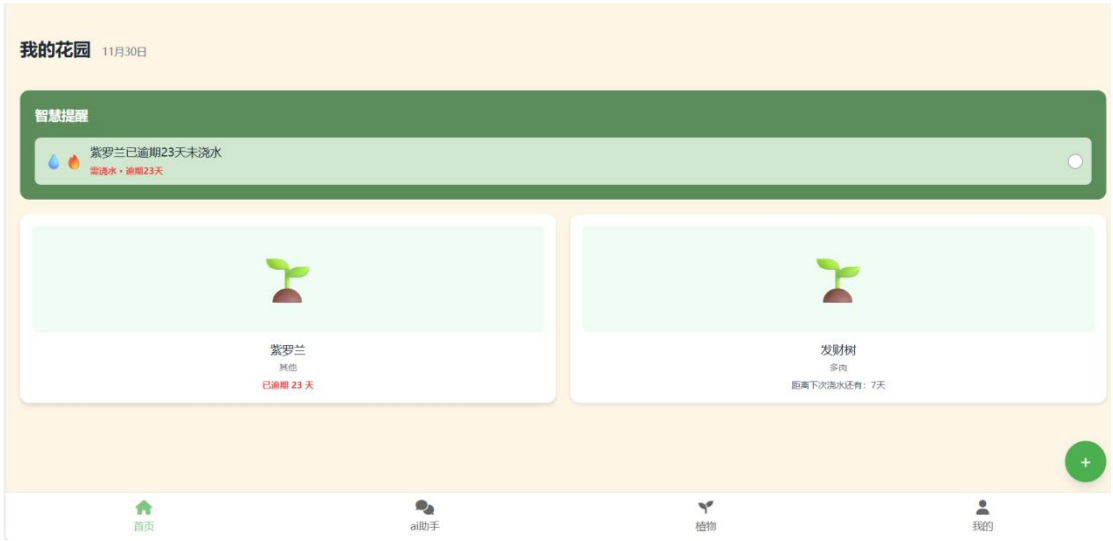 我的花园 11月30日
智慧提醒
紫罗兰已逾期23天未浇水
需浇水 • 逾期23天
紫罗兰
其他
已逾期 23 天
发财树
多肉
距离下次浇水还有：7天
+
首页
ai助手
植物
我的